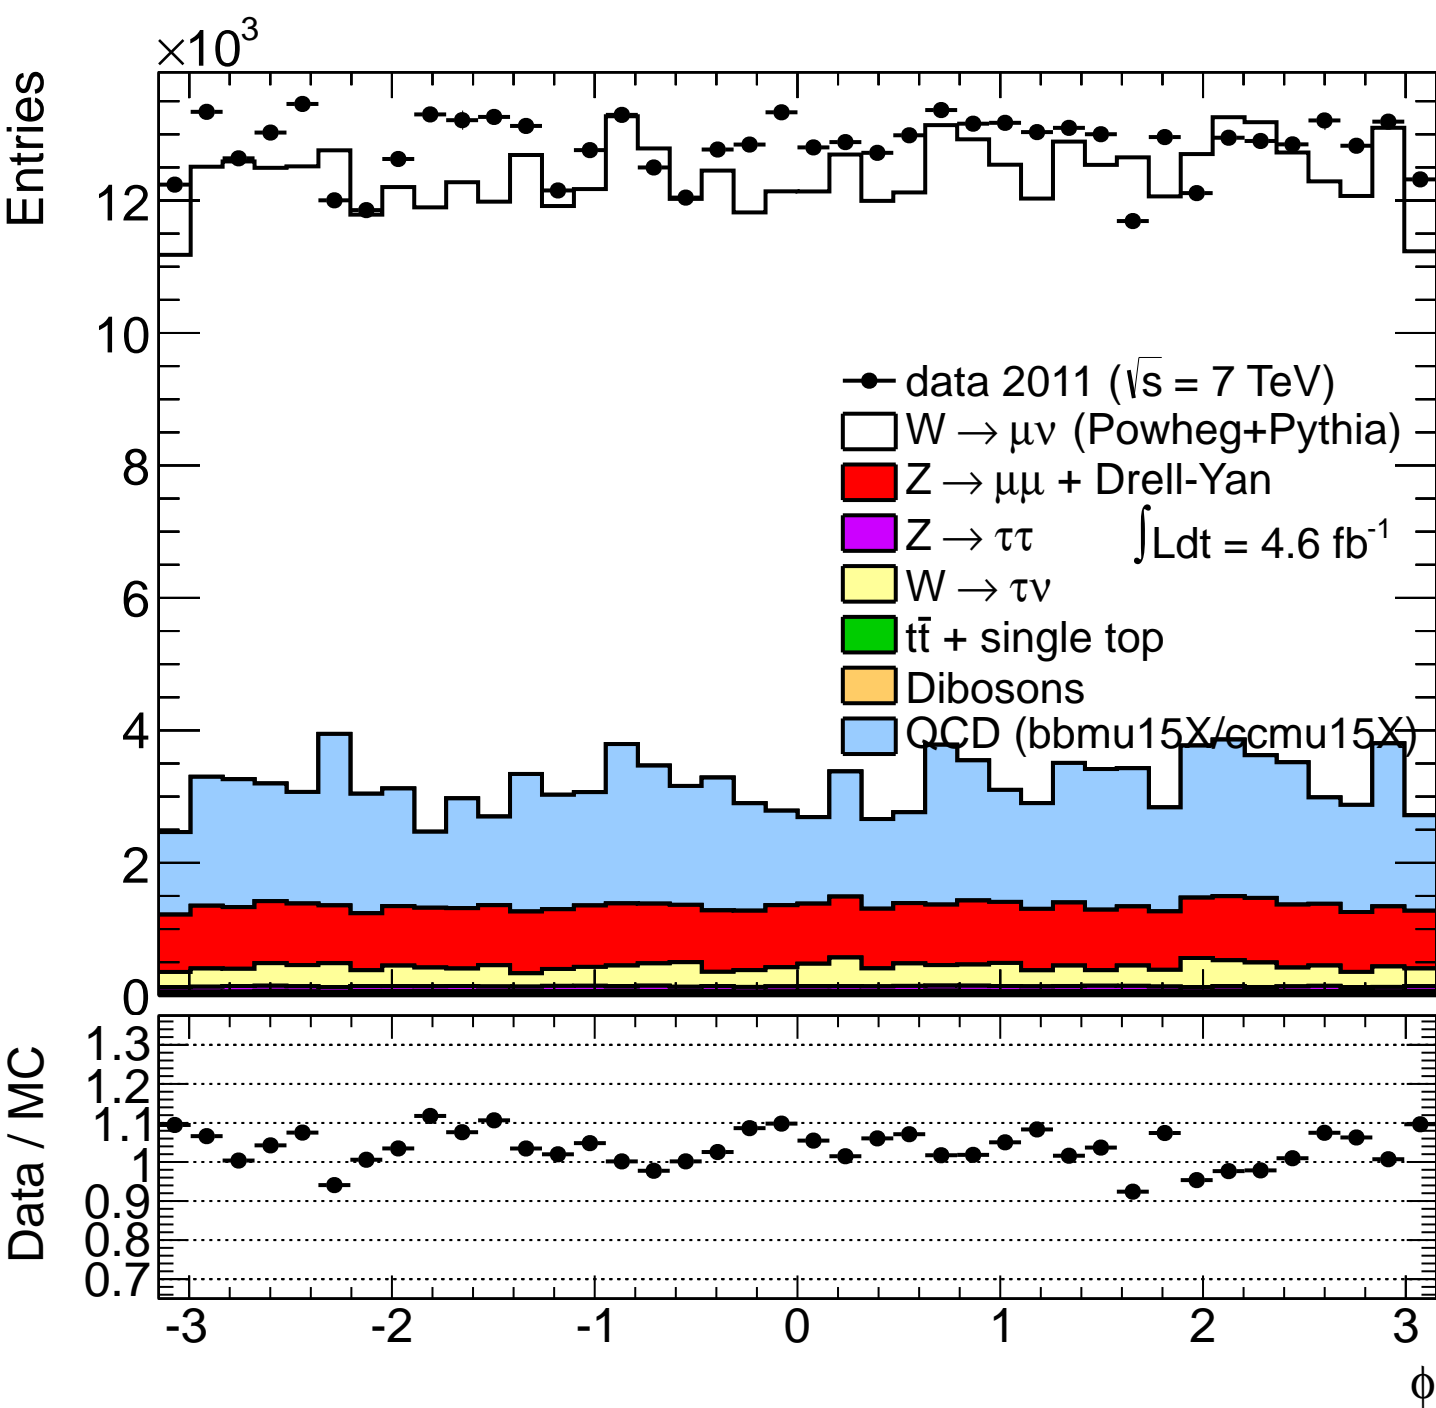 ×10³
Entries
12
10
8
6
4
2
0
data 2011 (√s = 7 TeV)
W → μν (Powheg+Pythia)
Z → μμ + Drell-Yan
Z → ττ
∫Ldt = 4.6 fb⁻¹
W → τν
tt̄ + single top
Dibosons
QCD (bbmu15X/ccmu15X)
Data / MC
1.3
1.2
1.1
1
0.9
0.8
0.7
-3 -2 -1 0 1 2 3
ϕ